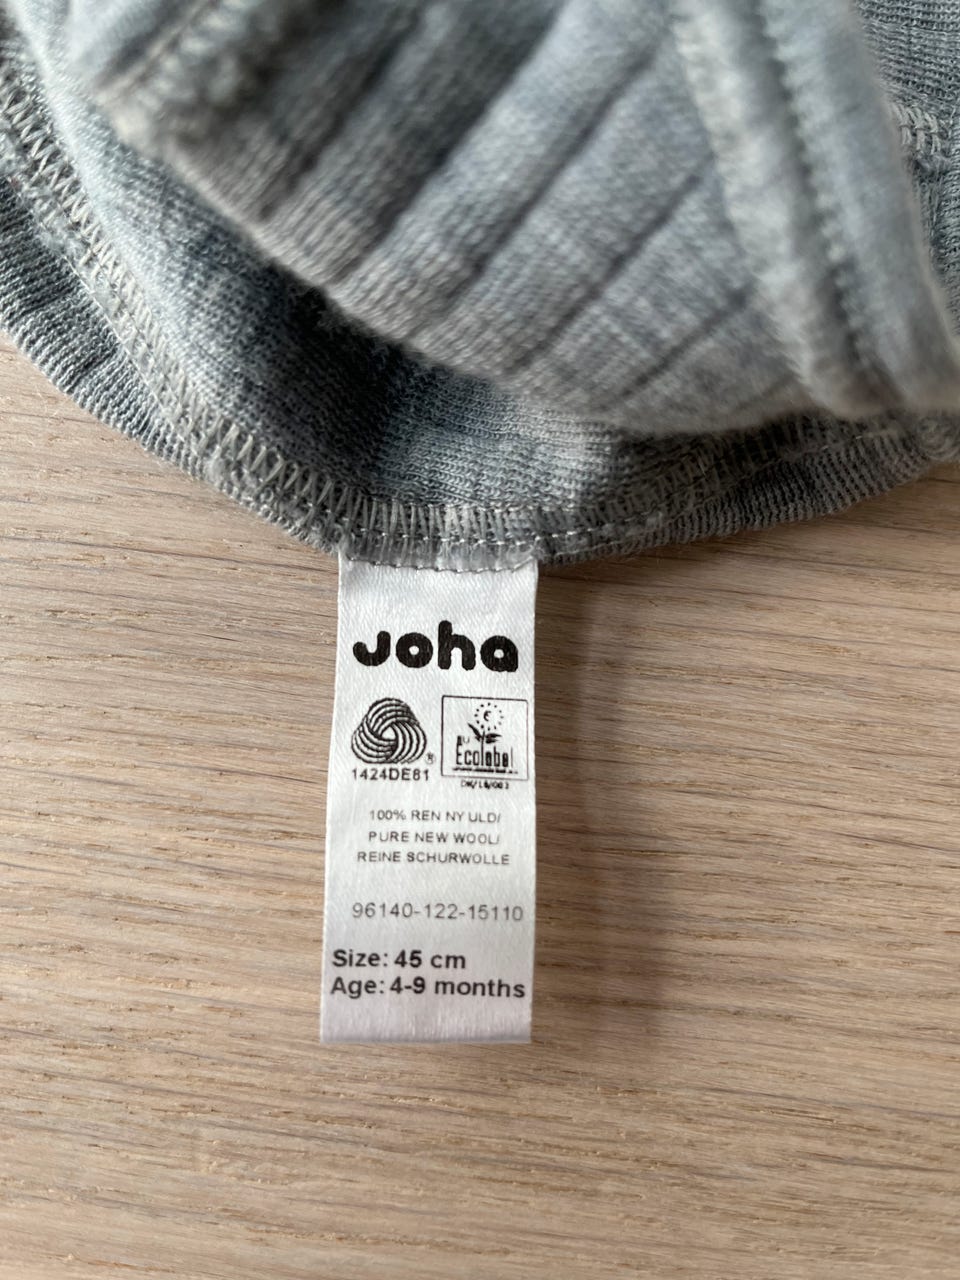 Joha
®
1424DE81
EU
Ecolabel
100% REN NY ULD/
PURE NEW WOOL/
REINE SCHURWOLLE
96140-122-15110
Size: 45 cm
Age: 4-9 months